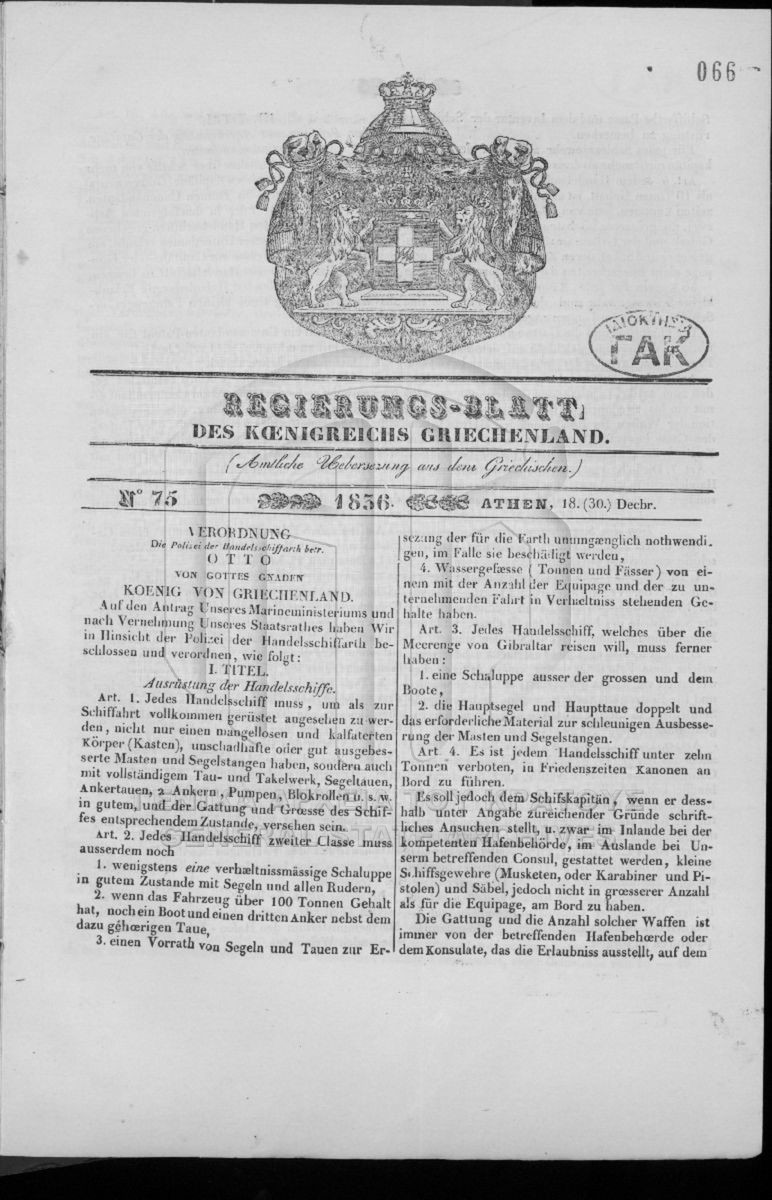 066
ΙΔΙΟΚΤΗΣΙΑ
ΓΑΚ
REGIERUNGS-BLATT
DES KŒNIGREICHS GRIECHENLAND.
(Amtliche Uebersezung aus dem Griechischen.)
Nº 75 1836. ATHEN, 18. (30.) Decbr.
VERORDNUNG
Die Polizei der Handelsschiffarth betr.
OTTO
VON GOTTES GNADEN
KOENIG VON GRIECHENLAND.
Auf den Antrag Unseres Marineministeriums und
nach Vernehmung Unseres Staatsrathes haben Wir
in Hinsicht der Polizei der Handelsschiffarth be-
schlossen und verordnen, wie folgt:
I. TITEL.
Ausrüstung der Handelsschiffe.
Art. 1. Jedes Handelsschiff muss, um als zur
Schiffahrt vollkommen gerüstet angesehen zu wer-
den, nicht nur einen mangellosen und kalfaterten
Körper (Kasten), unschadhafte oder gut ausgebes-
serte Masten und Segelstangen haben, sondern auch
mit vollständigem Tau- und Takelwerk, Segeltauen,
Ankertauen, 2 Ankern, Pumpen, Blokrollen u. s. w.
in gutem, und der Gattung und Grœsse des Schif-
fes entsprechendem Zustande, versehen sein.
Art. 2. Jedes Handelsschiff zweiter Classe muss
ausserdem noch
1. wenigstens eine verhæltnissmässige Schaluppe
in gutem Zustande mit Segeln und allen Rudern,
2. wenn das Fahrzeug über 100 Tonnen Gehalt
hat, noch ein Boot und einen dritten Anker nebst dem
dazu gehœrigen Taue,
3. einen Vorrath von Segeln und Tauen zur Er-
sezung der für die Farth unumgænglich nothwendi-
gen, im Falle sie beschädigt werden,
4. Wassergefæsse (Tonnen und Fässer) von ei-
nem mit der Anzahl der Equipage und der zu un-
ternehmenden Fahrt in Verhæltniss stehenden Ge-
halte haben.
Art. 3. Jedes Handelsschiff, welches über die
Meerenge von Gibraltar reisen will, muss ferner
haben:
1. eine Schaluppe ausser der grossen und dem
Boote,
2. die Hauptsegel und Haupttaue doppelt und
das erforderliche Material zur schleunigen Ausbesse-
rung der Masten und Segelstangen.
Art. 4. Es ist jedem Handelsschiff unter zehn
Tonnen verboten, in Friedenszeiten Kanonen an
Bord zu führen.
Es soll jedoch dem Schifskapitän, wenn er dess-
halb unter Angabe zureichender Gründe schrift-
liches Ansuchen stellt, u. zwar im Inlande bei der
kompetenten Hafenbehörde, im Auslande bei Un-
serm betreffenden Consul, gestattet werden, kleine
Schiffsgewehre (Musketen, oder Karabiner und Pi-
stolen) und Säbel, jedoch nicht in grœsserer Anzahl
als für die Equipage, am Bord zu haben.
Die Gattung und die Anzahl solcher Waffen ist
immer von der betreffenden Hafenbehœrde oder
dem Konsulate, das die Erlaubniss ausstellt, auf dem